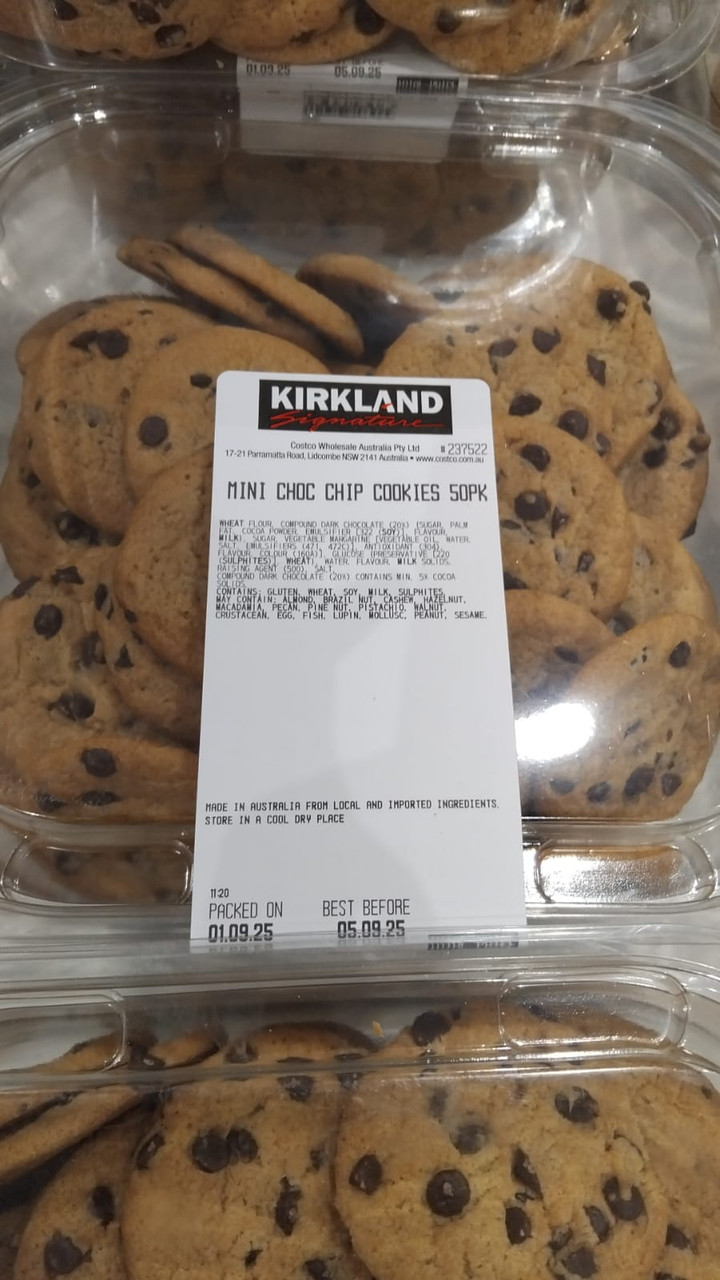 01.09.25 05.09.25
KIRKLAND
Signature
Costco Wholesale Australia Pty Ltd # 237522
17-21 Parramatta Road, Lidcombe NSW 2141 Australia • www.costco.com.au
MINI CHOC CHIP COOKIES 50PK
WHEAT FLOUR, COMPOUND DARK CHOCOLATE (20%) [SUGAR, PALM
FAT, COCOA POWDER, EMULSIFIER (322 (SOY)), FLAVOUR,
MILK], SUGAR, VEGETABLE MARGARINE [VEGETABLE OIL, WATER,
SALT, EMULSIFIERS (471, 472C), ANTIOXIDANT (304),
FLAVOUR, COLOUR (160A)], GLUCOSE (PRESERVATIVE (220
(SULPHITES)), WHEAT), WATER, FLAVOUR, MILK SOLIDS,
RAISING AGENT (500), SALT.
COMPOUND DARK CHOCOLATE (20%) CONTAINS MIN. 5% COCOA
SOLIDS.
CONTAINS: GLUTEN, WHEAT, SOY, MILK, SULPHITES.
MAY CONTAIN: ALMOND, BRAZIL NUT, CASHEW, HAZELNUT,
MACADAMIA, PECAN, PINE NUT, PISTACHIO, WALNUT,
CRUSTACEAN, EGG, FISH, LUPIN, MOLLUSC, PEANUT, SESAME.
MADE IN AUSTRALIA FROM LOCAL AND IMPORTED INGREDIENTS.
STORE IN A COOL DRY PLACE
11:20
PACKED ON BEST BEFORE
01.09.25 05.09.25